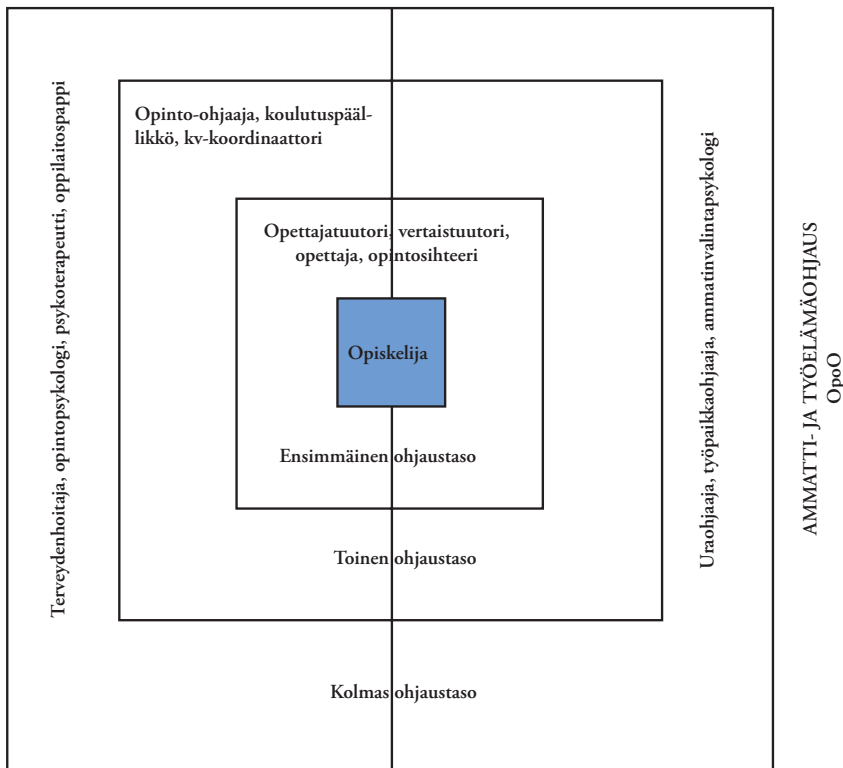 Opinto-ohjaaja, koulutuspääl-
likkö, kv-koordinaattori
Opettajatuutori, vertaistuutori,
opettaja, opintosihteeri
Opiskelija
Ensimmäinen ohjaustaso
Toinen ohjaustaso
Kolmas ohjaustaso
Terveydenhoitaja, opintopsykologi, psykoterapeutti, oppilaitospappi
Uraohjaaja, työpaikkaohjaaja, ammatinvalintapsykologi
AMMATTI- JA TYÖELÄMÄOHJAUS
OpoO